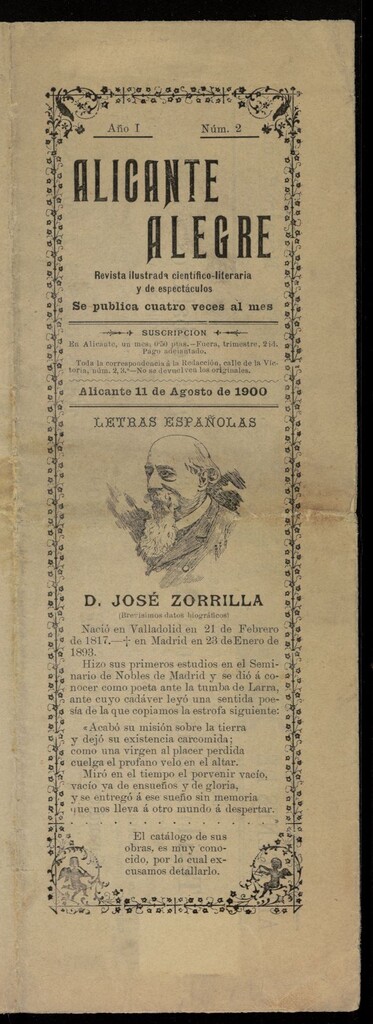 Año I Núm. 2
ALICANTE
ALEGRE
Revista ilustrada científico-literaria
y de espectáculos
Se publica cuatro veces al mes
SUSCRIPCION
En Alicante, un mes, 0'50 ptas.—Fuera, trimestre,
Pago adelantado.
Toda la correspondencia á la Redacción, calle de la Vic-
toria, núm. 2, 3.º—No se devuelven los originales.
Alicante 11 de Agosto de 1900
LETRAS ESPAÑOLAS
D. JOSÉ ZORRILLA
(Brevísimos datos biográficos)
Nació en Valladolid en 21 de Febrero
de 1817.—† en Madrid en 23 de Enero de
1893.
Hizo sus primeros estudios en el Semi-
nario de Nobles de Madrid y se dió á co-
nocer como poeta ante la tumba de Larra,
ante cuyo cadáver leyó una sentida poe-
sía de la que copiamos la estrofa siguiente:
«Acabó su misión sobre la tierra
y dejó su existencia carcomida;
como una virgen al placer perdida
cuelga el profano velo en el altar.
Miró en el tiempo el porvenir vacío,
vacío ya de ensueños y de gloria,
y se entregó á ese sueño sin memoria
que nos lleva á otro mundo á despertar.
. . . . . . . . . . . . . . . »
El catálogo de sus
obras, es muy cono-
cido, por lo cual ex-
cusamos detallarlo.